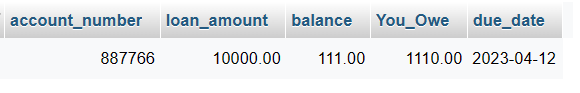 account_number loan_amount balance You_Owe due_date
887766 10000.00 111.00 1110.00 2023-04-12